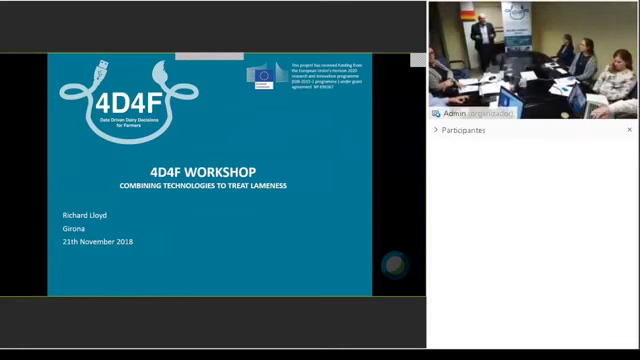 4D4F
Data Driven Dairy Decisions
for Farmers
This project has received funding from
the European Union's Horizon 2020
research and innovation programme
under grant
agreement
4D4F WORKSHOP
COMBINING TECHNOLOGIES TO TREAT LAMENESS
Richard Lloyd
Girona
21th November 2018
Admin (organizador)
Participantes